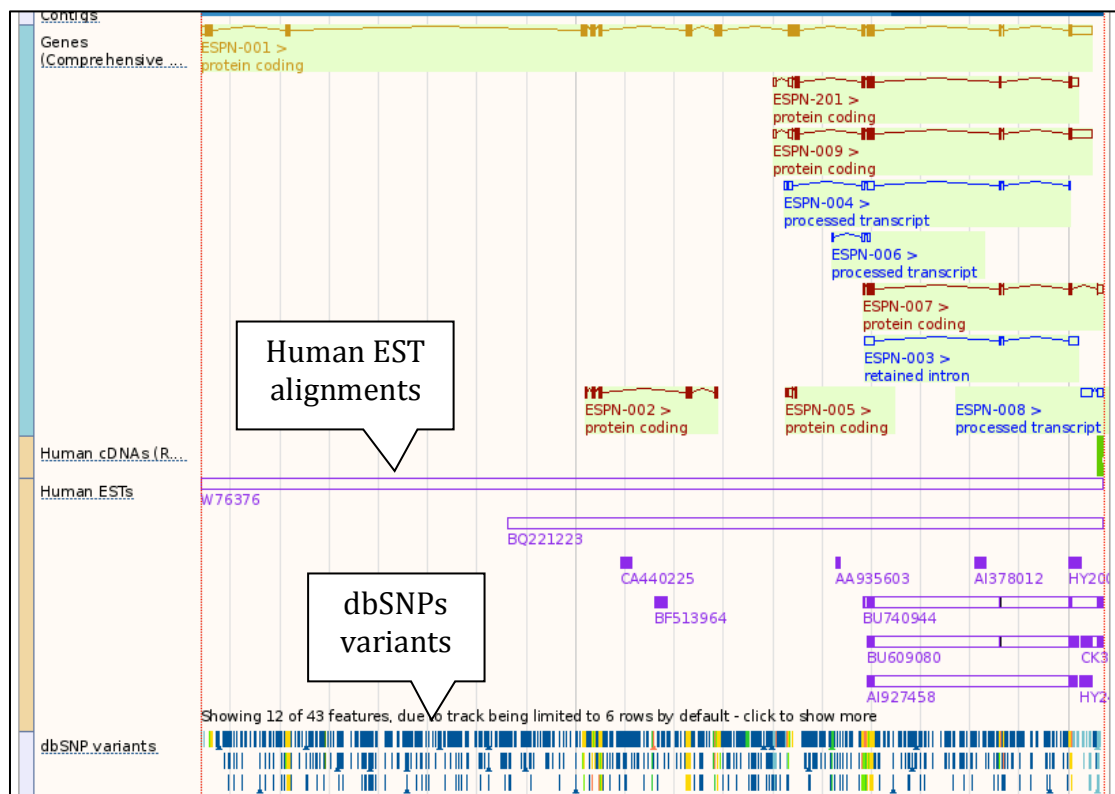 Contigs
Genes
(Comprehensive ...
ESPN-001 >
protein coding
ESPN-201 >
protein coding
ESPN-009 >
protein coding
ESPN-004 >
processed transcript
ESPN-006 >
processed transcript
ESPN-007 >
protein coding
ESPN-003 >
retained intron
ESPN-002 >
protein coding
ESPN-005 >
protein coding
ESPN-008 >
processed transcript
Human EST
alignments
Human cDNAs (R...
Human ESTs
W76376
BQ221223
CA440225
AA935603
AI378012
HY200
BF513964
BU740944
BU609080
CK3
AI927458
HY24
dbSNPs
variants
Showing 12 of 43 features, due to track being limited to 6 rows by default - click to show more
dbSNP variants